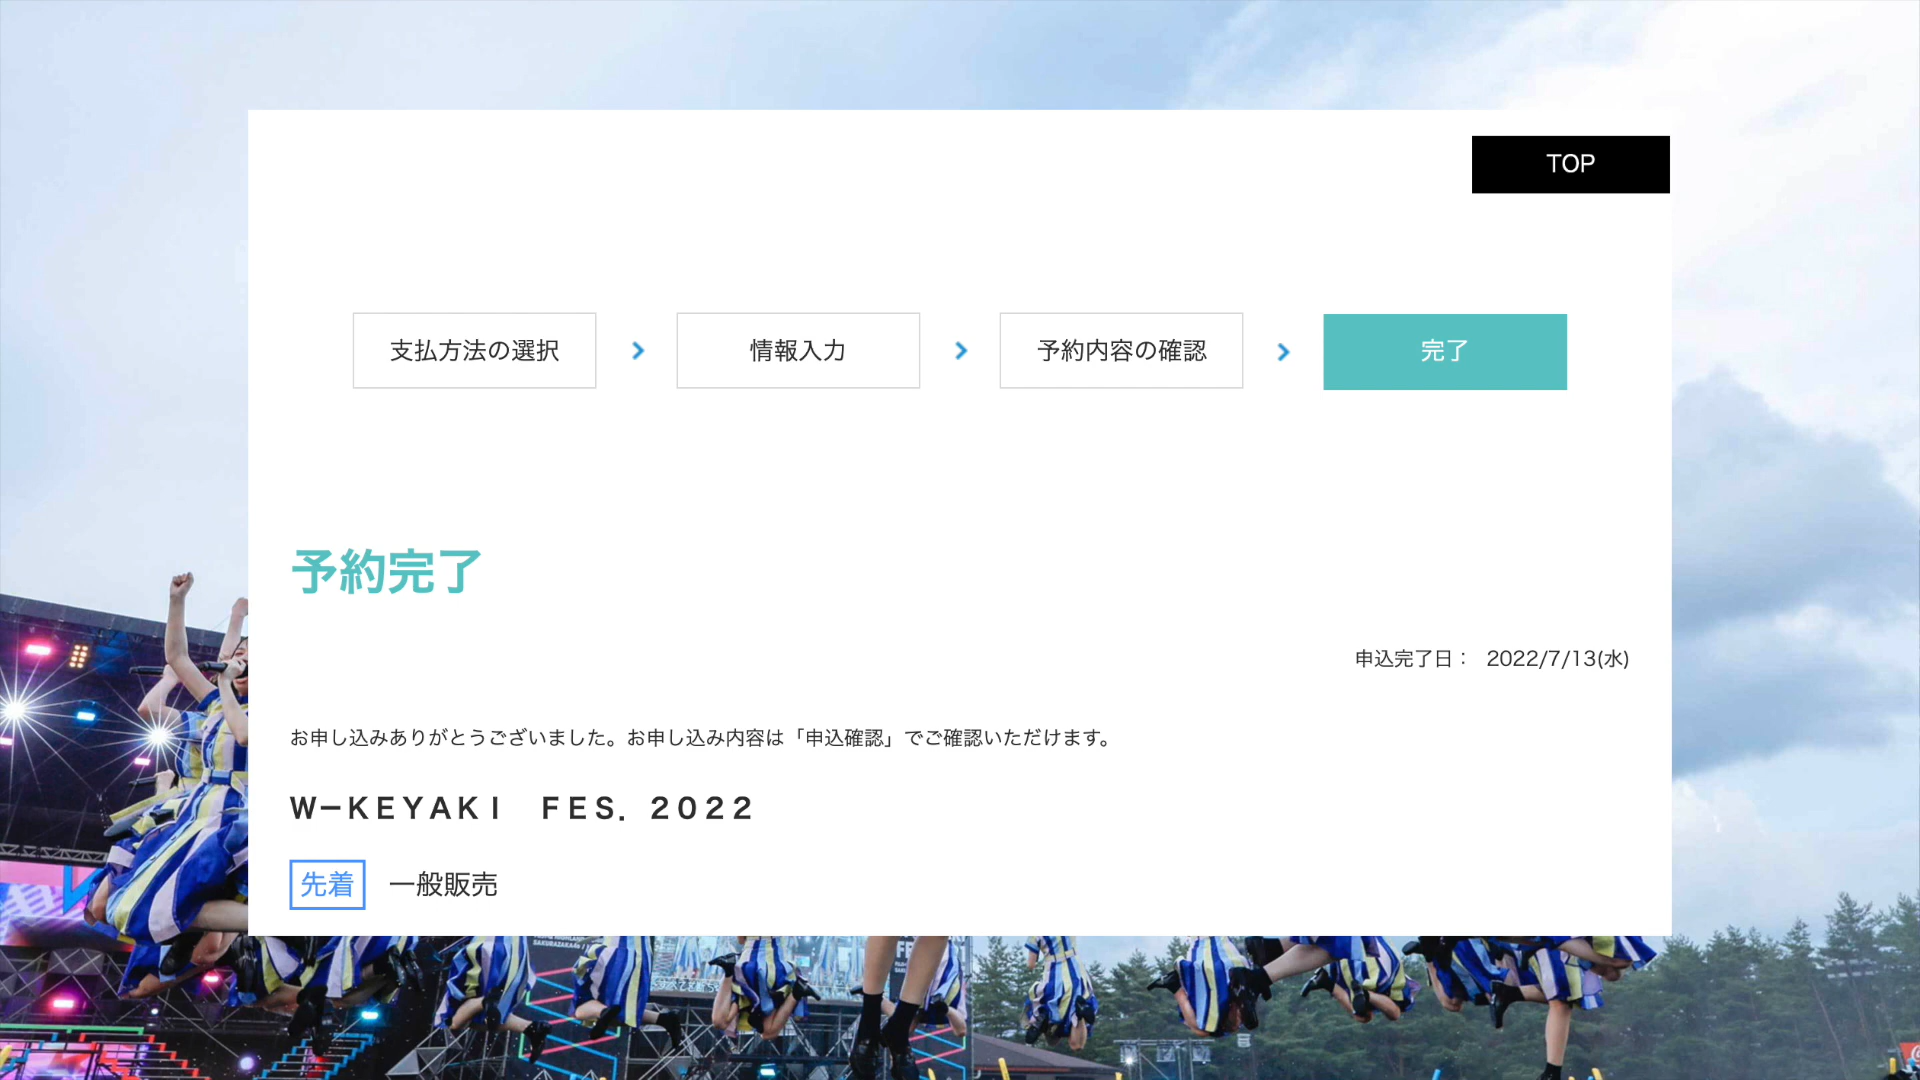 TOP
支払方法の選択
情報入力
予約内容の確認
完了
予約完了
申込完了日： 2022/7/13(水)
お申し込みありがとうございました。お申し込み内容は「申込確認」でご確認いただけます。
Ｗ－ＫＥＹＡＫＩ　ＦＥＳ．２０２２
先着 一般販売